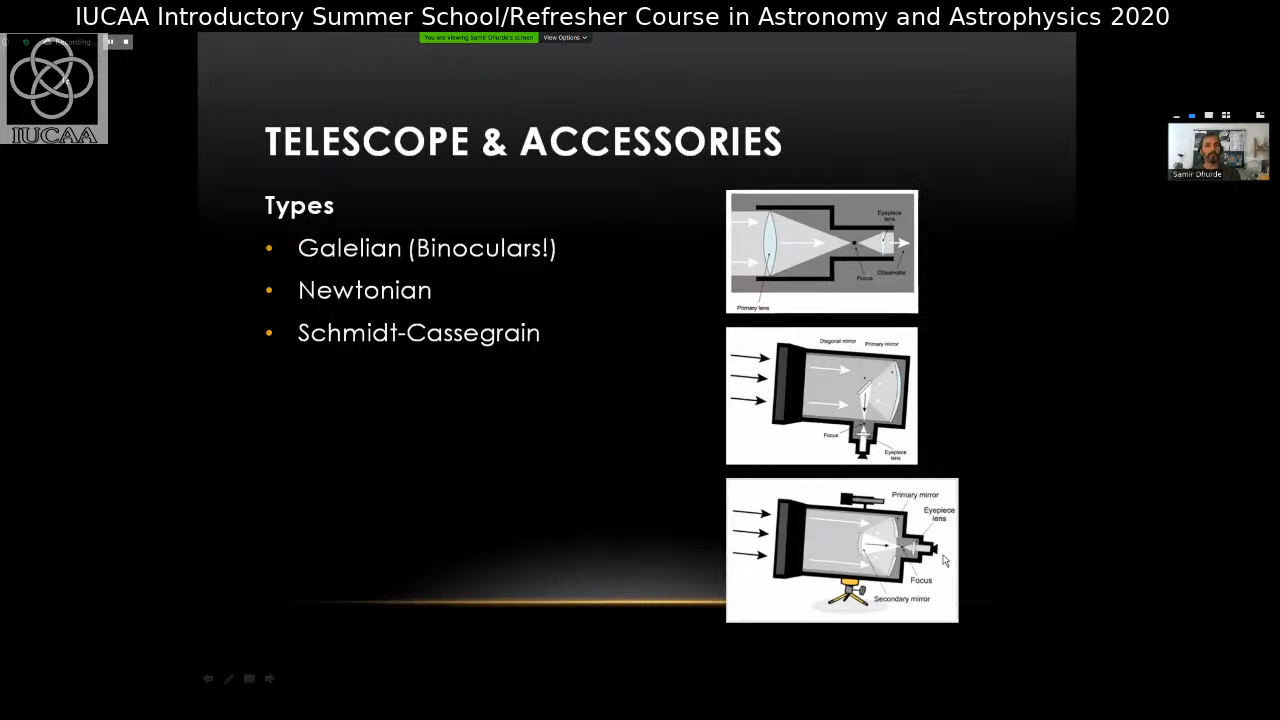 IUCAA Introductory Summer School/Refresher Course in Astronomy and Astrophysics 2020
Recording...
You are viewing Samir Dhurde's screen
View Options
IUCAA
TELESCOPE & ACCESSORIES
Samir Dhurde
Types
• Galelian (Binoculars!)
• Newtonian
• Schmidt-Cassegrain
Eyepiece
lens
Focus
Observator
Primary lens
Diagonal mirror
Primary mirror
Focus
Eyepiece
lens
Primary mirror
Eyepiece
lens
Focus
Secondary mirror